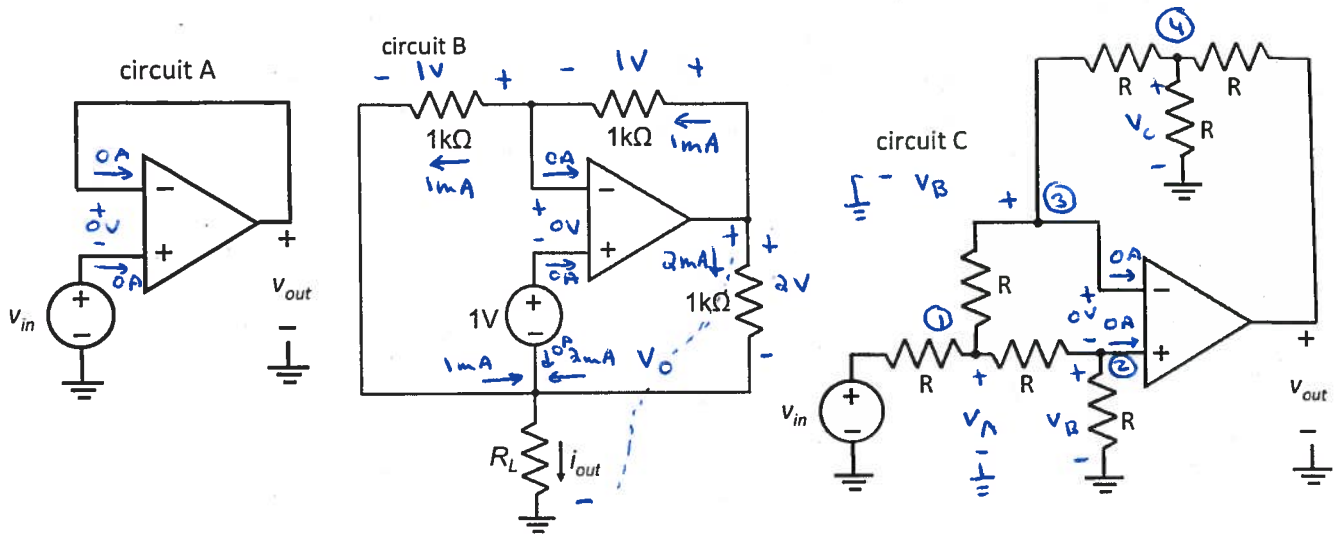 circuit A
0A
−
+
0V
-
+
0A
v_in
+
−
+
v_out
−
circuit B
- 1V +
- 1V +
1kΩ
1kΩ
1mA
1mA
0A
−
+
0V
-
+
0A
1V
+
−
+
+
2mA
1kΩ
2V
-
1mA
0A
2mA
V_O
R_L
i_out
-
④
R
R
+
V_C
R
-
circuit C
- V_B
+
③
0A
−
R
+
0V
-
0A
+
①
②
R
+
R
+
v_in
+
−
V_A
-
V_B
-
R
+
v_out
−